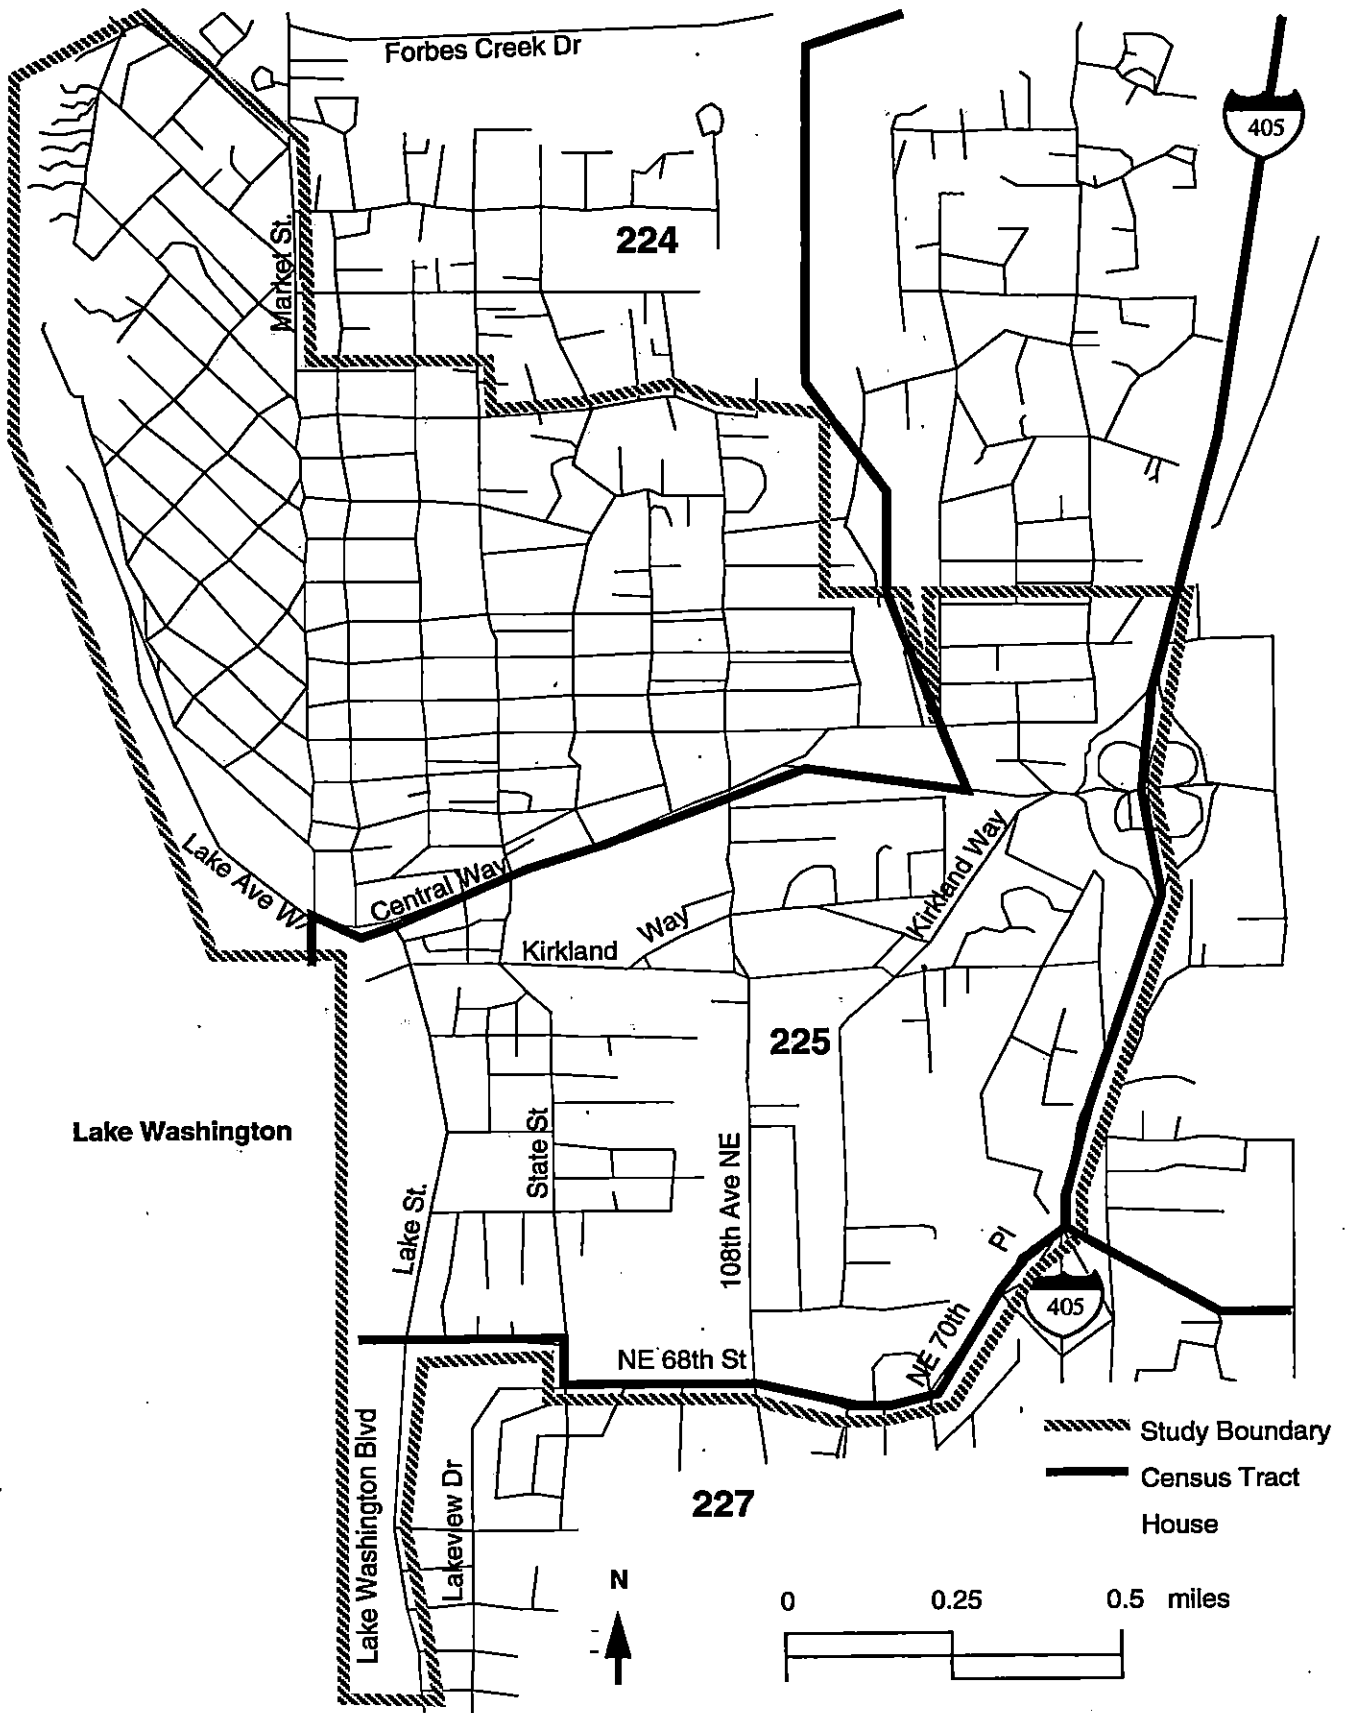 Forbes Creek Dr
405
224
Market St.
Lake Ave W
Central Way
Kirkland Way
Kirkland Way
225
Lake Washington
State St
108th Ave NE
Lake St.
NE 70th Pl
405
NE 68th St
Lake Washington Blvd
Lakeview Dr
227
Study Boundary
Census Tract
House
N
0 0.25 0.5 miles